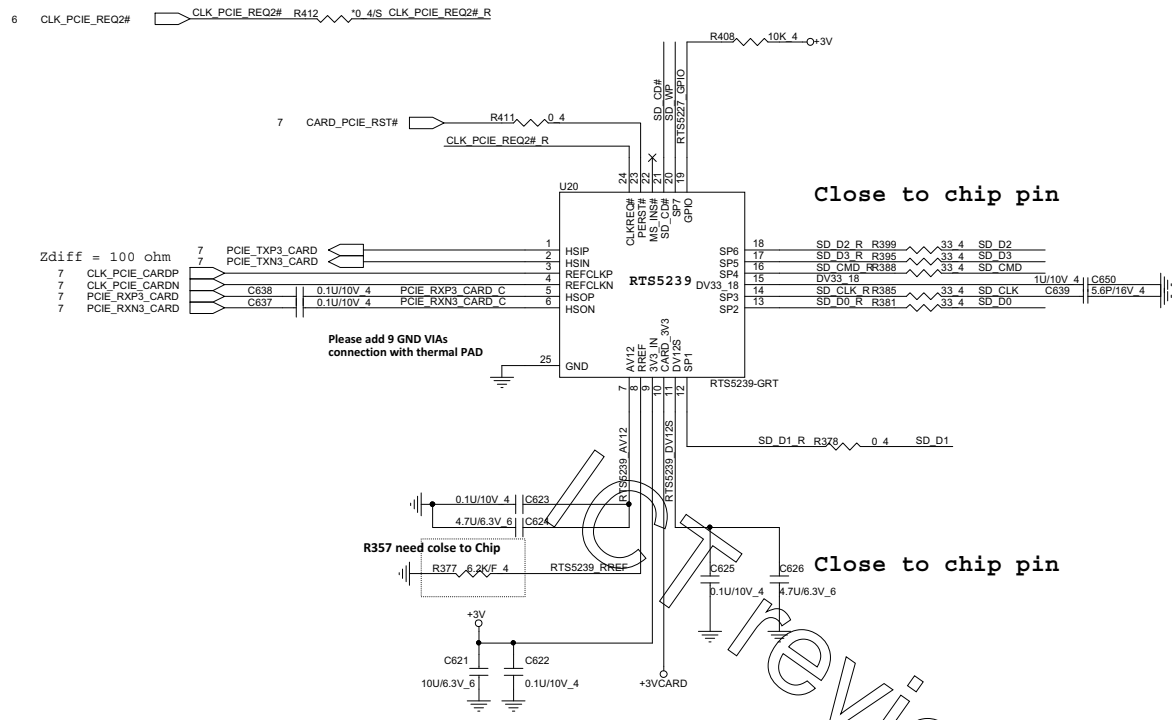 6 CLK_PCIE_REQ2# CLK_PCIE_REQ2# R412 *0_4/S CLK_PCIE_REQ2#_R
R408 10K_4 +3V
SD_CD#
SD_WP
RTS5227_GPIO
7 CARD_PCIE_RST# R411 0_4
CLK_PCIE_REQ2#_R
24 23 22 21 20 19
U20
CLKREQ# PERST# MS_INS# SD_CD# SP7 GPIO
Close to chip pin
Zdiff = 100 ohm
7 PCIE_TXP3_CARD 1 HSIP
7 PCIE_TXN3_CARD 2 HSIN
7 CLK_PCIE_CARDP 3 REFCLKP
7 CLK_PCIE_CARDN 4 REFCLKN
7 PCIE_RXP3_CARD C638 0.1U/10V_4 PCIE_RXP3_CARD_C 5 HSOP
7 PCIE_RXN3_CARD C637 0.1U/10V_4 PCIE_RXN3_CARD_C 6 HSON
RTS5239
SP6 18 SD_D2_R R399 33_4 SD_D2
SP5 17 SD_D3_R R395 33_4 SD_D3
SP4 16 SD_CMD_R R388 33_4 SD_CMD
DV33_18 15 DV33_18 1U/10V_4 C650
SP3 14 SD_CLK_R R385 33_4 SD_CLK C639 5.6P/16V_4
SP2 13 SD_D0_R R381 33_4 SD_D0
Please add 9 GND VIAs
connection with thermal PAD
25 GND
AV12 RREF 3V3_IN CARD_3V3 DV12S SP1
RTS5239-GRT
7 8 9 10 11 12
RTS5239_AV12
RTS5239_DV12S
SD_D1_R R378 0_4 SD_D1
0.1U/10V_4 C623
4.7U/6.3V_6 C624
R357 need colse to Chip
R377 6.2K/F_4 RTS5239_RREF
C625 0.1U/10V_4
C626 4.7U/6.3V_6
Close to chip pin
+3V
C621 10U/6.3V_6
C622 0.1U/10V_4
+3VCARD
ICT revie